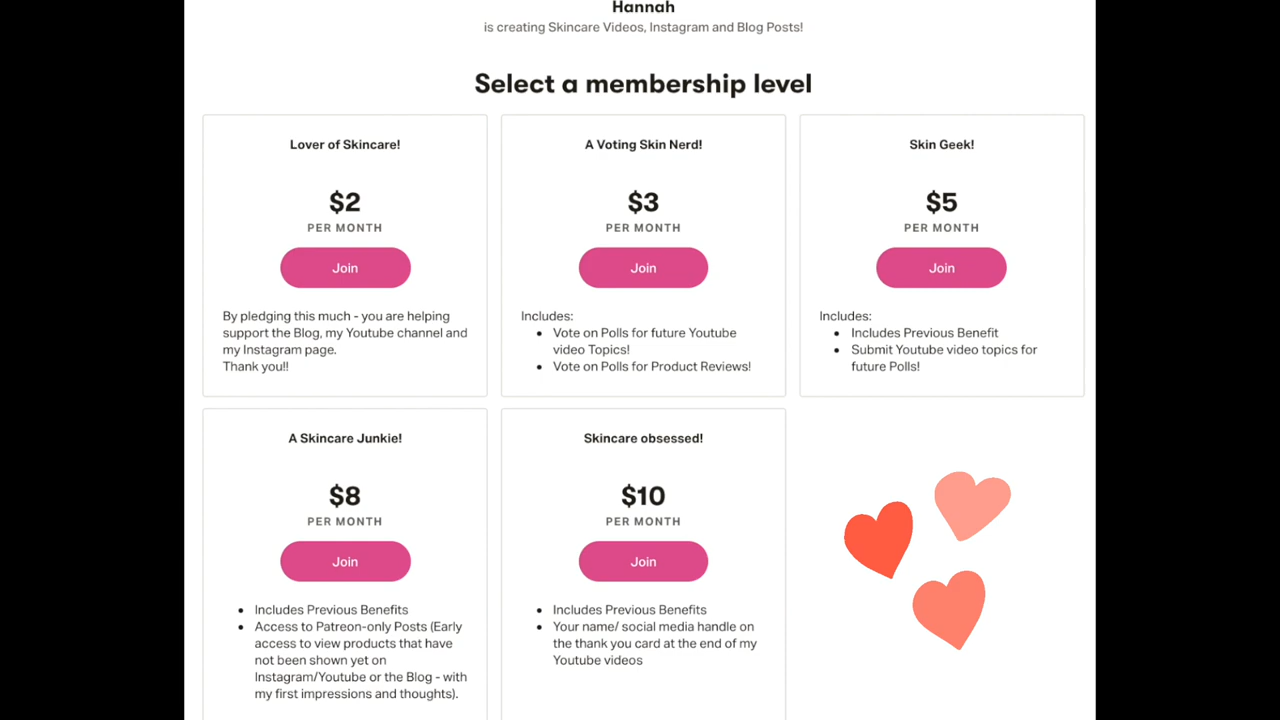 Hannah
is creating Skincare Videos, Instagram and Blog Posts!
Select a membership level
Lover of Skincare!
$2
PER MONTH
Join
By pledging this much - you are helping
support the Blog, my Youtube channel and
my Instagram page.
Thank you!!
A Voting Skin Nerd!
$3
PER MONTH
Join
Includes:
• Vote on Polls for future Youtube
video Topics!
• Vote on Polls for Product Reviews!
Skin Geek!
$5
PER MONTH
Join
Includes:
• Includes Previous Benefit
• Submit Youtube video topics for
future Polls!
A Skincare Junkie!
$8
PER MONTH
Join
• Includes Previous Benefits
• Access to Patreon-only Posts (Early
access to view products that have
not been shown yet on
Instagram/Youtube or the Blog - with
my first impressions and thoughts).
Skincare obsessed!
$10
PER MONTH
Join
• Includes Previous Benefits
• Your name/ social media handle on
the thank you card at the end of my
Youtube videos